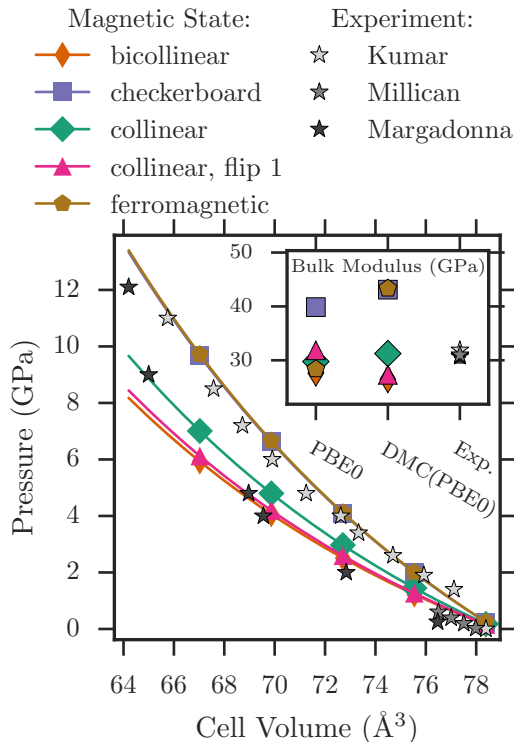 Magnetic State: Experiment:
bicollinear Kumar
checkerboard Millican
collinear Margadonna
collinear, flip 1
ferromagnetic
Bulk Modulus (GPa)
50
40
30
PBE0 DMC(PBE0) Exp.
12
10
8
6
4
2
0
Pressure (GPa)
64 66 68 70 72 74 76 78
Cell Volume (Å³)